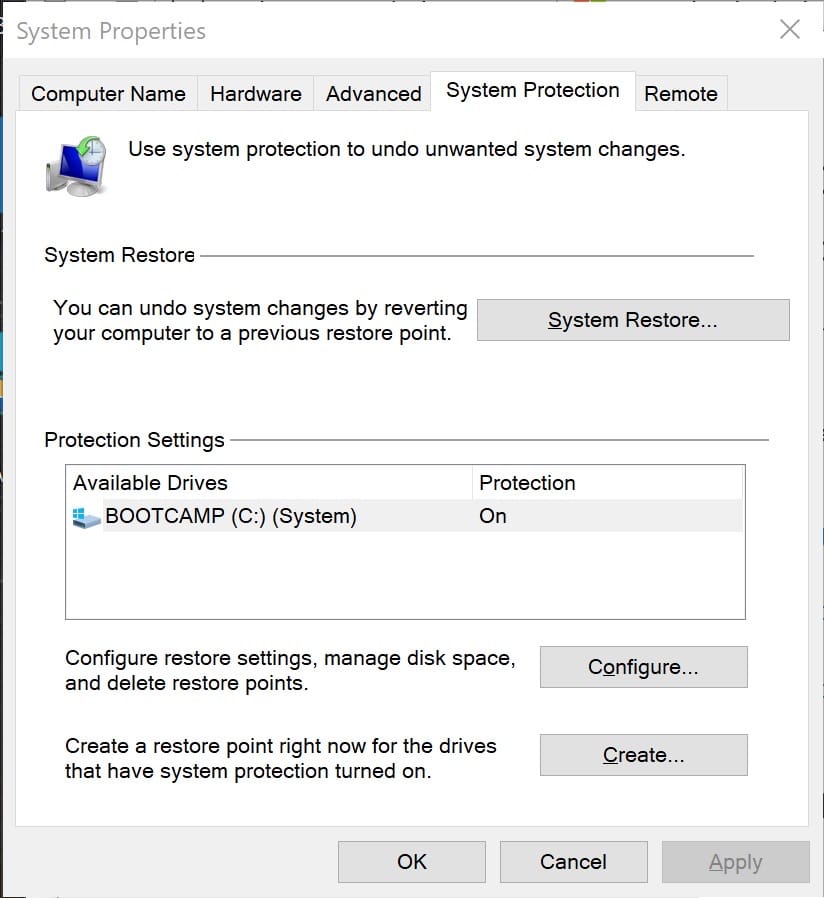 System Properties
Computer Name
Hardware
Advanced
System Protection
Remote
Use system protection to undo unwanted system changes.
System Restore
You can undo system changes by reverting
your computer to a previous restore point.
System Restore...
Protection Settings
Available Drives
Protection
BOOTCAMP (C:) (System)
On
Configure restore settings, manage disk space,
and delete restore points.
Configure...
Create a restore point right now for the drives
that have system protection turned on.
Create...
OK
Cancel
Apply